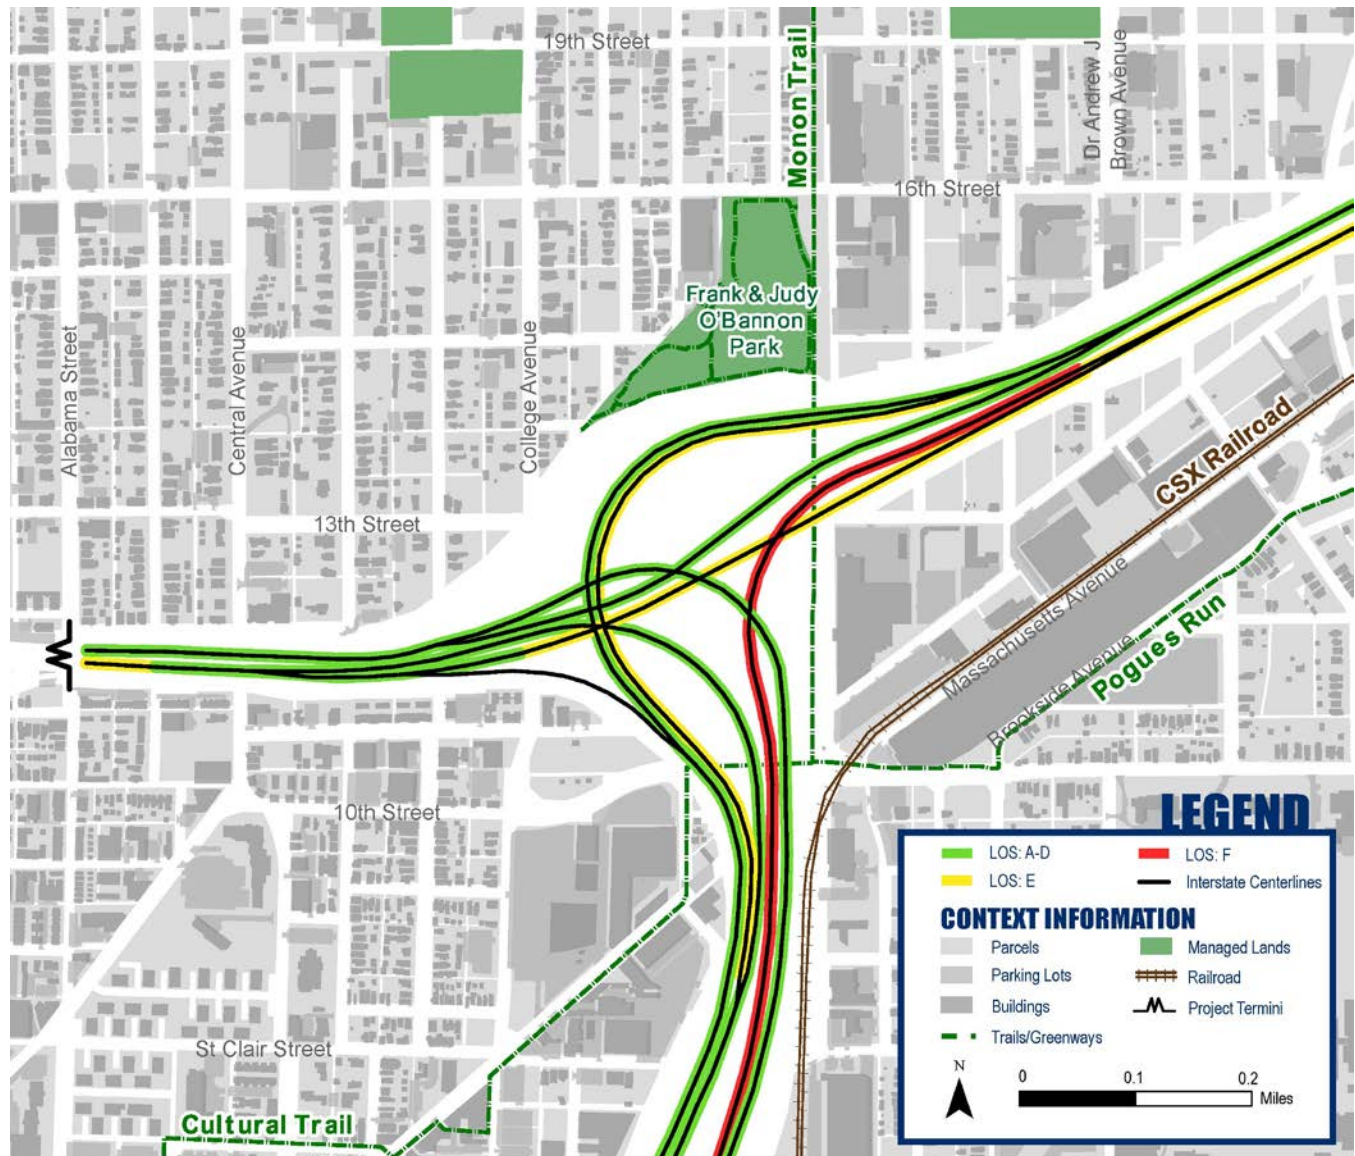 19th Street
Monon Trail
Dr Andrew J
Brown Avenue
16th Street
Frank & Judy
O'Bannon
Park
Alabama Street
Central Avenue
College Avenue
13th Street
CSX Railroad
Massachusetts Avenue
Brookside Avenue
Pogues Run
10th Street
St Clair Street
Cultural Trail
LEGEND
LOS: A-D
LOS: F
LOS: E
Interstate Centerlines
CONTEXT INFORMATION
Parcels
Managed Lands
Parking Lots
Railroad
Buildings
Project Termini
Trails/Greenways
N
0 0.1 0.2
Miles